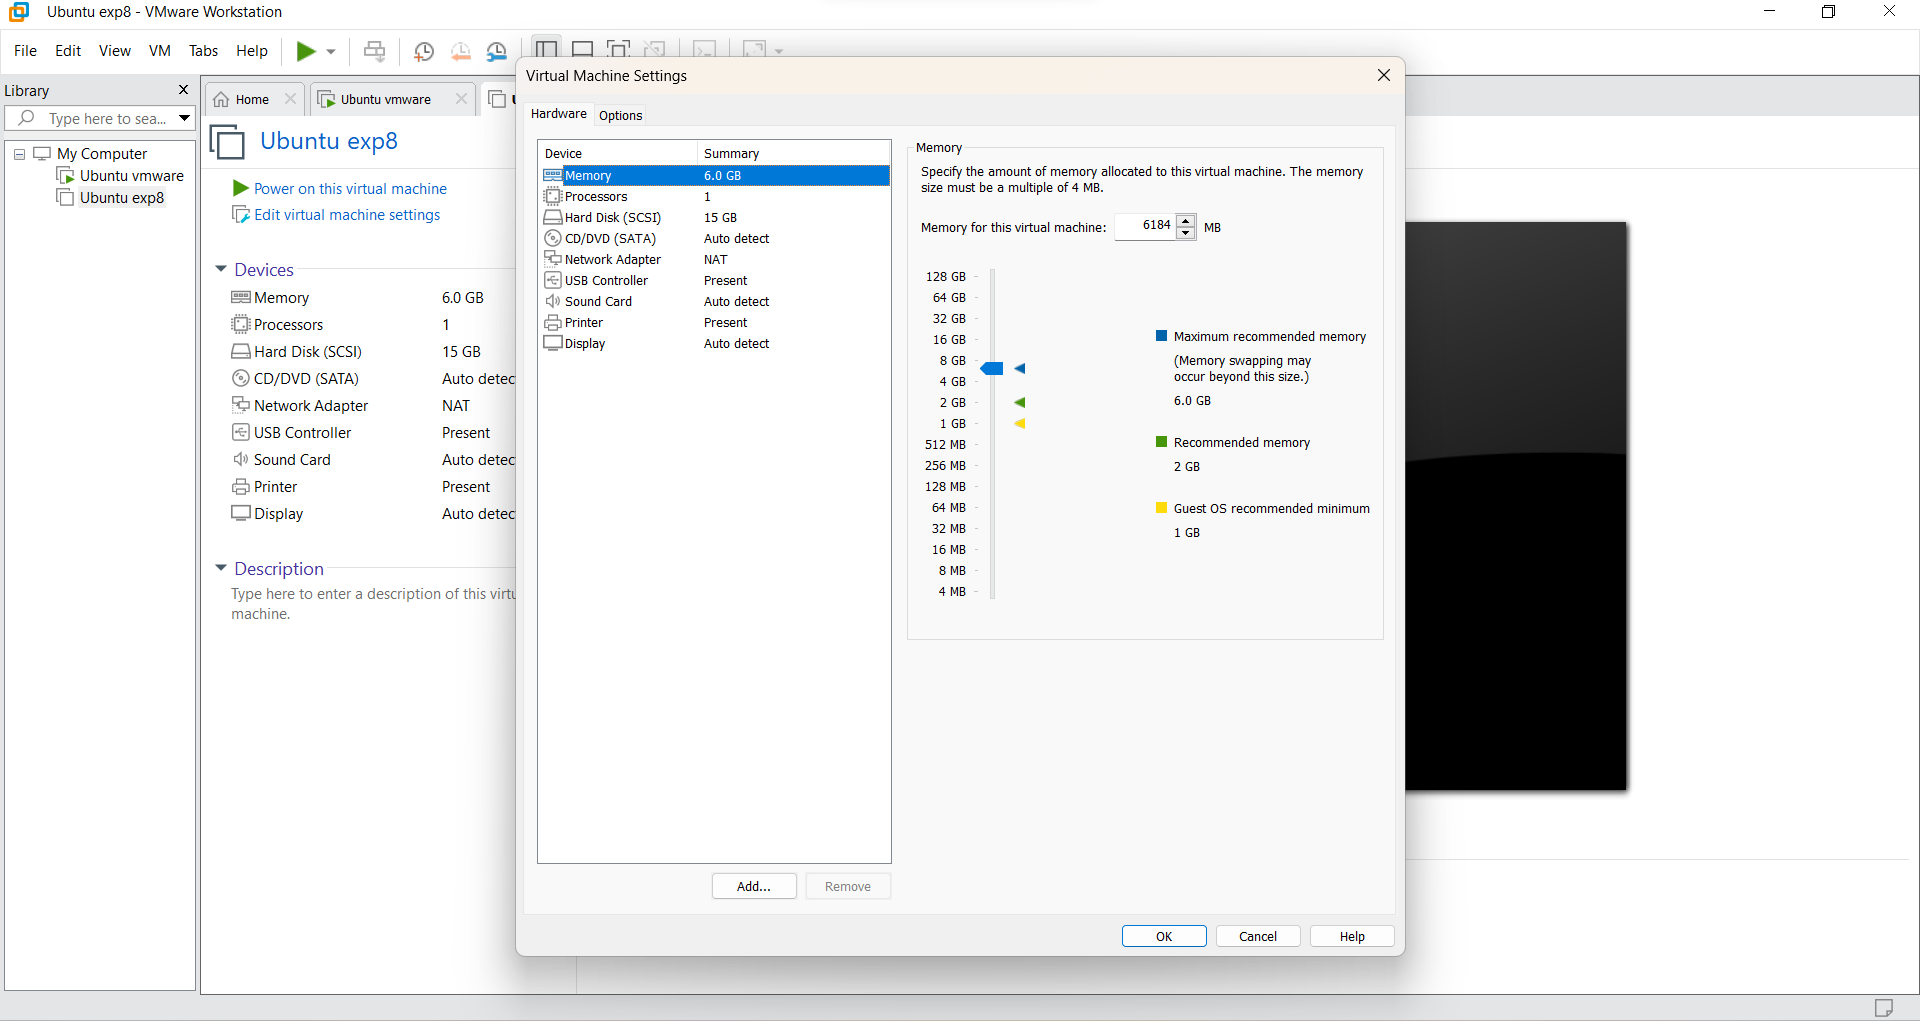 Ubuntu exp8 - VMware Workstation
File Edit View VM Tabs Help
Library
Type here to sea...
My Computer
Ubuntu vmware
Ubuntu exp8
Home
Ubuntu vmware
Ubuntu exp8
Power on this virtual machine
Edit virtual machine settings
Devices
Memory 6.0 GB
Processors 1
Hard Disk (SCSI) 15 GB
CD/DVD (SATA) Auto detec
Network Adapter NAT
USB Controller Present
Sound Card Auto detec
Printer Present
Display Auto detec
Description
Type here to enter a description of this virtu
machine.
Virtual Machine Settings
Hardware Options
Device Summary
Memory 6.0 GB
Processors 1
Hard Disk (SCSI) 15 GB
CD/DVD (SATA) Auto detect
Network Adapter NAT
USB Controller Present
Sound Card Auto detect
Printer Present
Display Auto detect
Add... Remove
Memory
Specify the amount of memory allocated to this virtual machine. The memory
size must be a multiple of 4 MB.
Memory for this virtual machine: 6184 MB
128 GB
64 GB
32 GB
16 GB
8 GB
4 GB
2 GB
1 GB
512 MB
256 MB
128 MB
64 MB
32 MB
16 MB
8 MB
4 MB
Maximum recommended memory
(Memory swapping may
occur beyond this size.)
6.0 GB
Recommended memory
2 GB
Guest OS recommended minimum
1 GB
OK Cancel Help